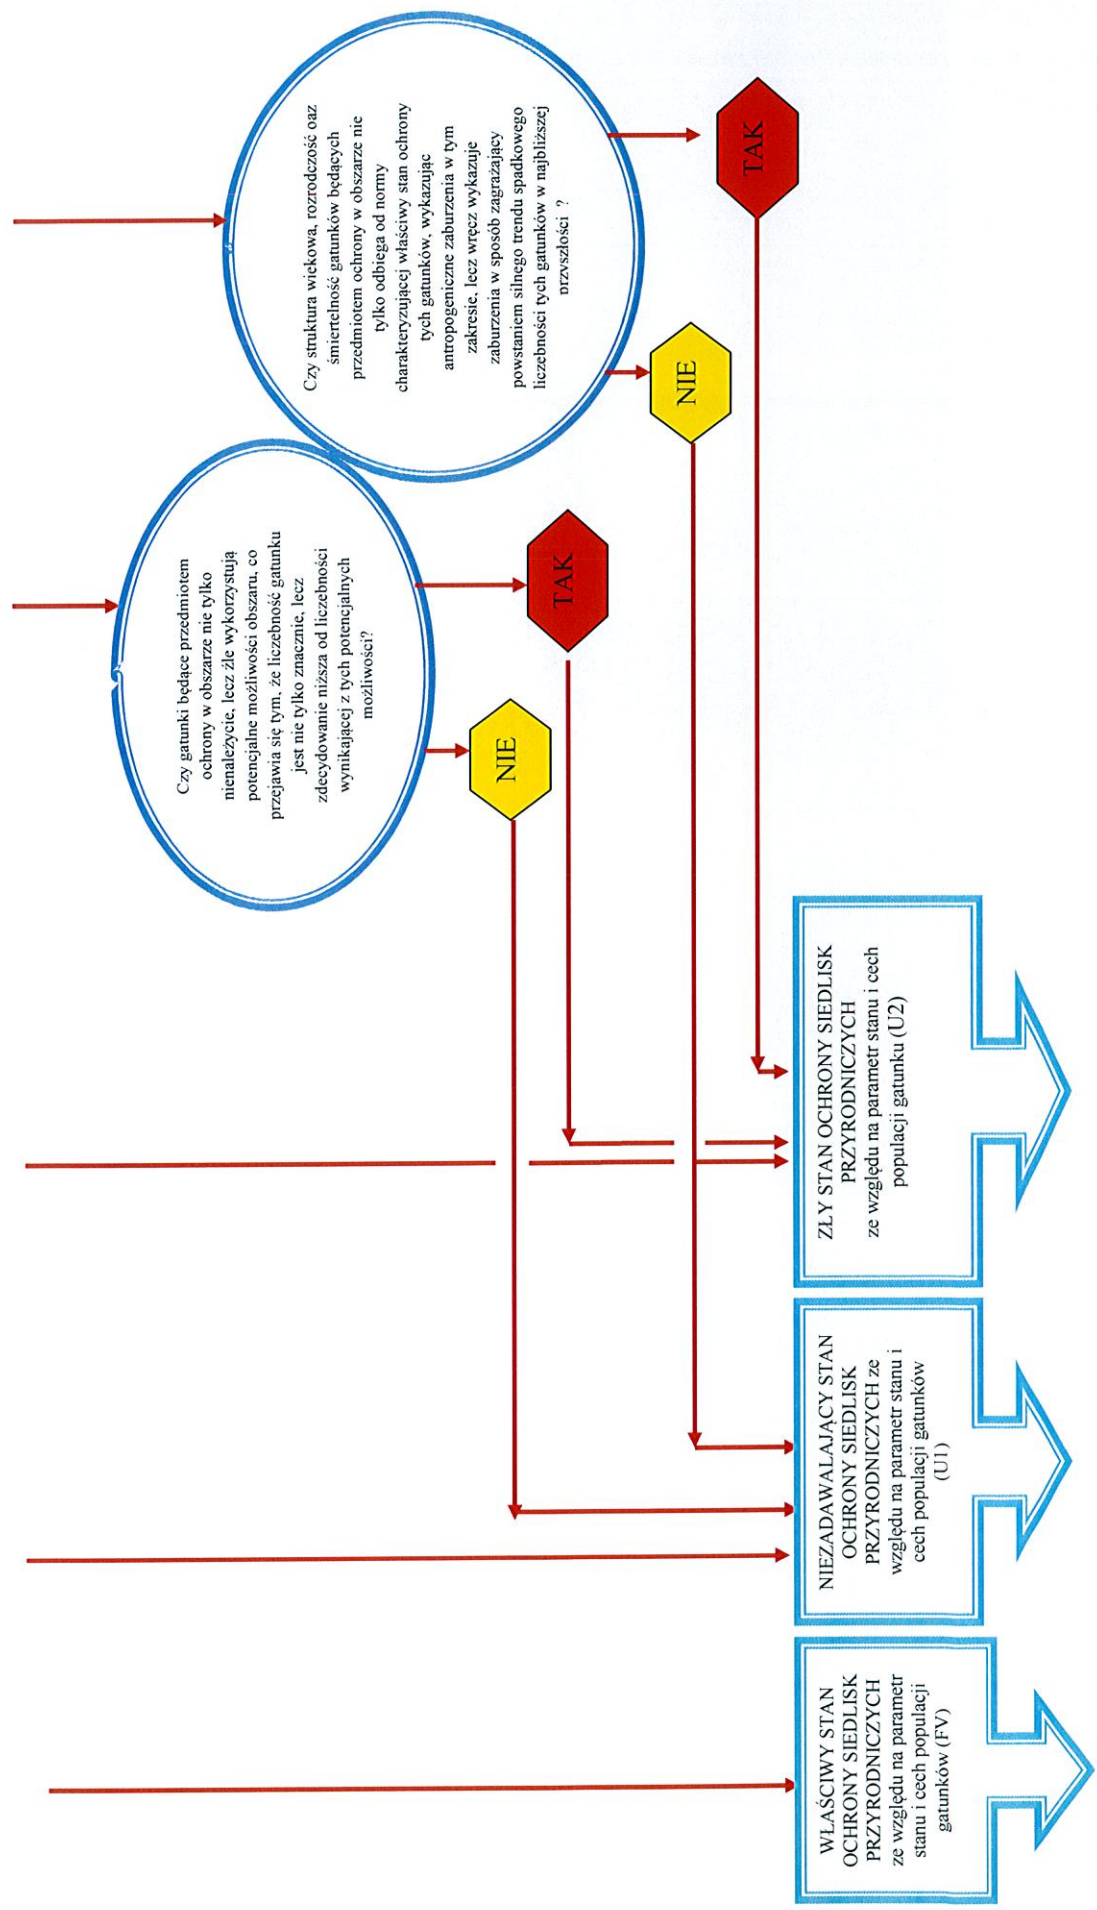 Czy gatunki będące przedmiotem
ochrony w obszarze nie tylko
nienależycie, lecz źle wykorzystują
potencjalne możliwości obszaru, co
przejawia się tym, że liczebność gatunku
jest nie tylko znacznie, lecz
zdecydowanie niższa od liczebności
wynikającej z tych potencjalnych
możliwości?
Czy struktura wiekowa, rozrodczość oaz
śmiertelność gatunków będących
przedmiotem ochrony w obszarze nie
tylko odbiega od normy
charakteryzującej właściwy stan ochrony
tych gatunków, wykazując
antropogeniczne zaburzenia w tym
zakresie, lecz wręcz wykazuje
zaburzenia w sposób zagrażający
powstaniem silnego trendu spadkowego
liczebności tych gatunków w najbliższej
przyszłości ?
NIE
TAK
NIE
TAK
WŁAŚCIWY STAN
OCHRONY SIEDLISK
PRZYRODNICZYCH
ze względu na parametr
stanu i cech populacji
gatunków (FV)
NIEZADAWALAJĄCY STAN
OCHRONY SIEDLISK
PRZYRODNICZYCH ze
względu na parametr stanu i
cech populacji gatunków
(U1)
ZŁY STAN OCHRONY SIEDLISK
PRZYRODNICZYCH
ze względu na parametr stanu i cech
populacji gatunku (U2)